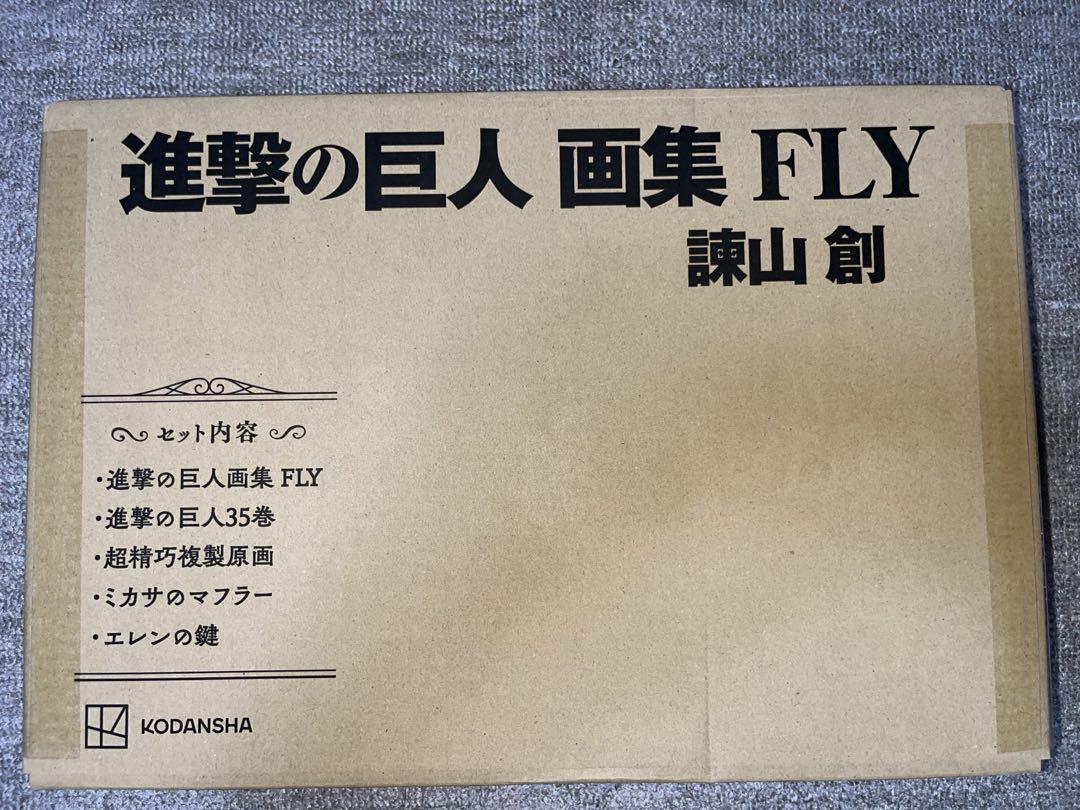 進撃の巨人 画集 FLY
諫山 創
セット内容
・進撃の巨人画集 FLY
・進撃の巨人35巻
・超精巧複製原画
・ミカサのマフラー
・エレンの鍵
KODANSHA